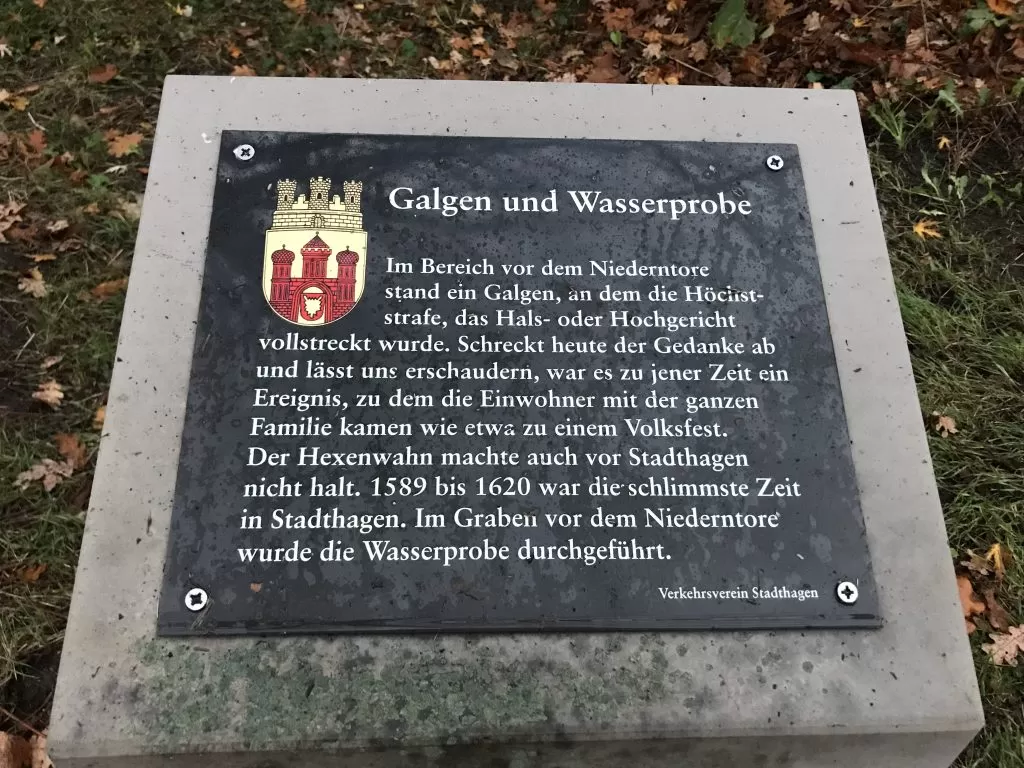 Galgen und Wasserprobe
Im Bereich vor dem Niederntore
stand ein Galgen, an dem die Höchst-
strafe, das Hals- oder Hochgericht
vollstreckt wurde. Schreckt heute der Gedanke ab
und lässt uns erschaudern, war es zu jener Zeit ein
Ereignis, zu dem die Einwohner mit der ganzen
Familie kamen wie etwa zu einem Volksfest.
Der Hexenwahn machte auch vor Stadthagen
nicht halt. 1589 bis 1620 war die schlimmste Zeit
in Stadthagen. Im Graben vor dem Niederntore
wurde die Wasserprobe durchgeführt.
Verkehrsverein Stadthagen